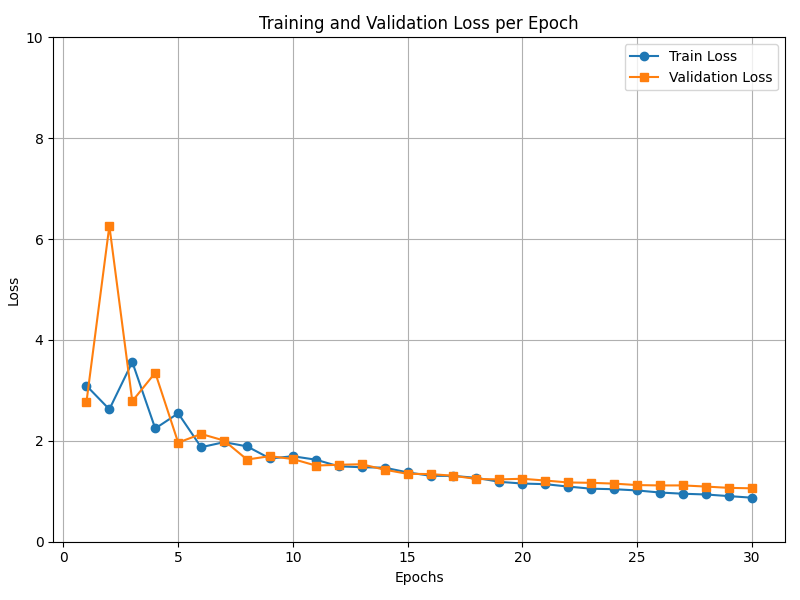 Training and Validation Loss per Epoch
Train Loss
Validation Loss
Loss
10
8
6
4
2
0
0 5 10 15 20 25 30
Epochs